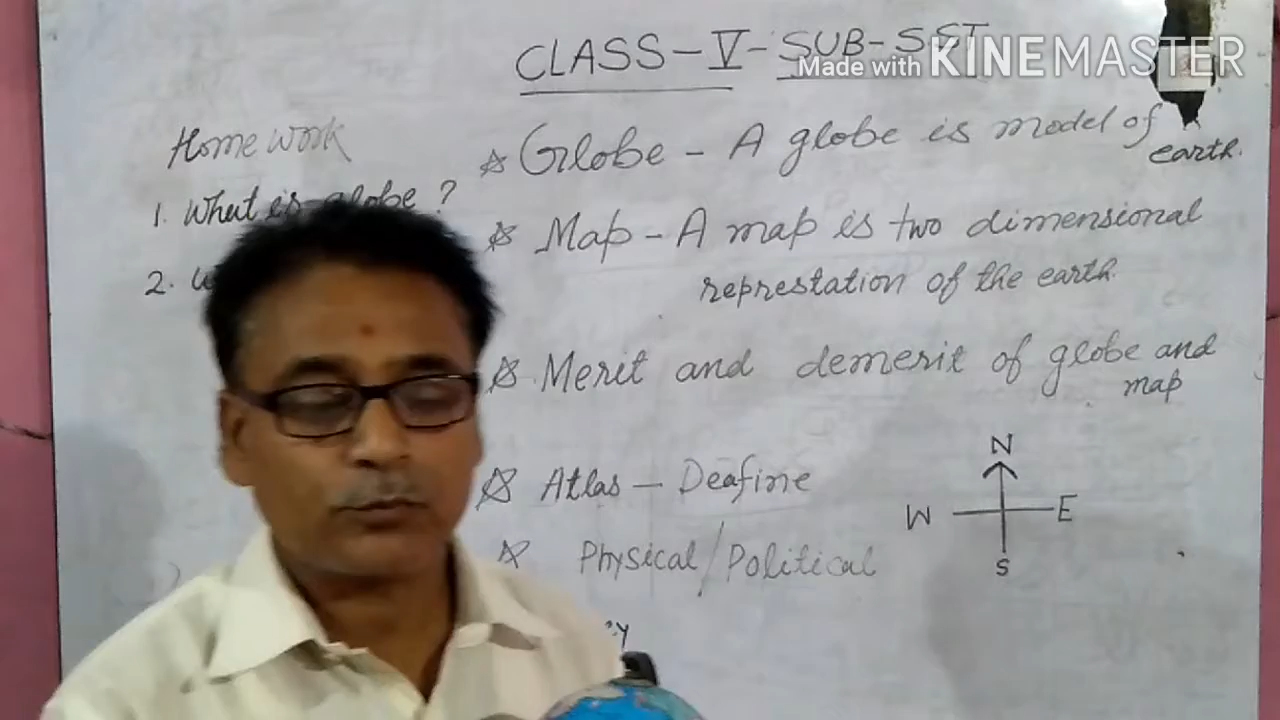 CLASS-V-SUB-SST
Made with KINEMASTER
Home work
1. What is globe ?
2.
☆ Globe - A globe is model of
earth.
☆ Map - A map is two dimensional
represtation of the earth.
☆ Merit and demerit of globe and
map
☆ Atlas - Deafine
☆ Physical/Political
N
W E
S